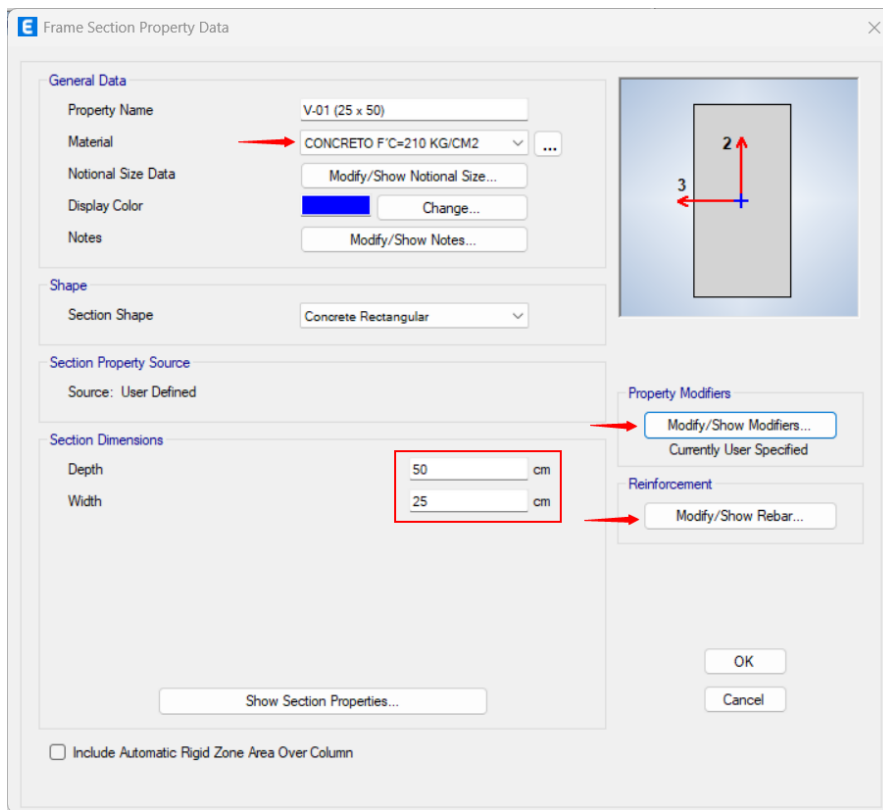 E Frame Section Property Data
General Data
Property Name V-01 (25 x 50)
Material CONCRETO F´C=210 KG/CM2 ...
Notional Size Data Modify/Show Notional Size...
Display Color Change...
Notes Modify/Show Notes...
2
3
Shape
Section Shape Concrete Rectangular
Section Property Source
Source: User Defined
Property Modifiers
Modify/Show Modifiers...
Currently User Specified
Section Dimensions
Depth 50 cm
Width 25 cm
Reinforcement
Modify/Show Rebar...
OK
Show Section Properties...
Cancel
Include Automatic Rigid Zone Area Over Column